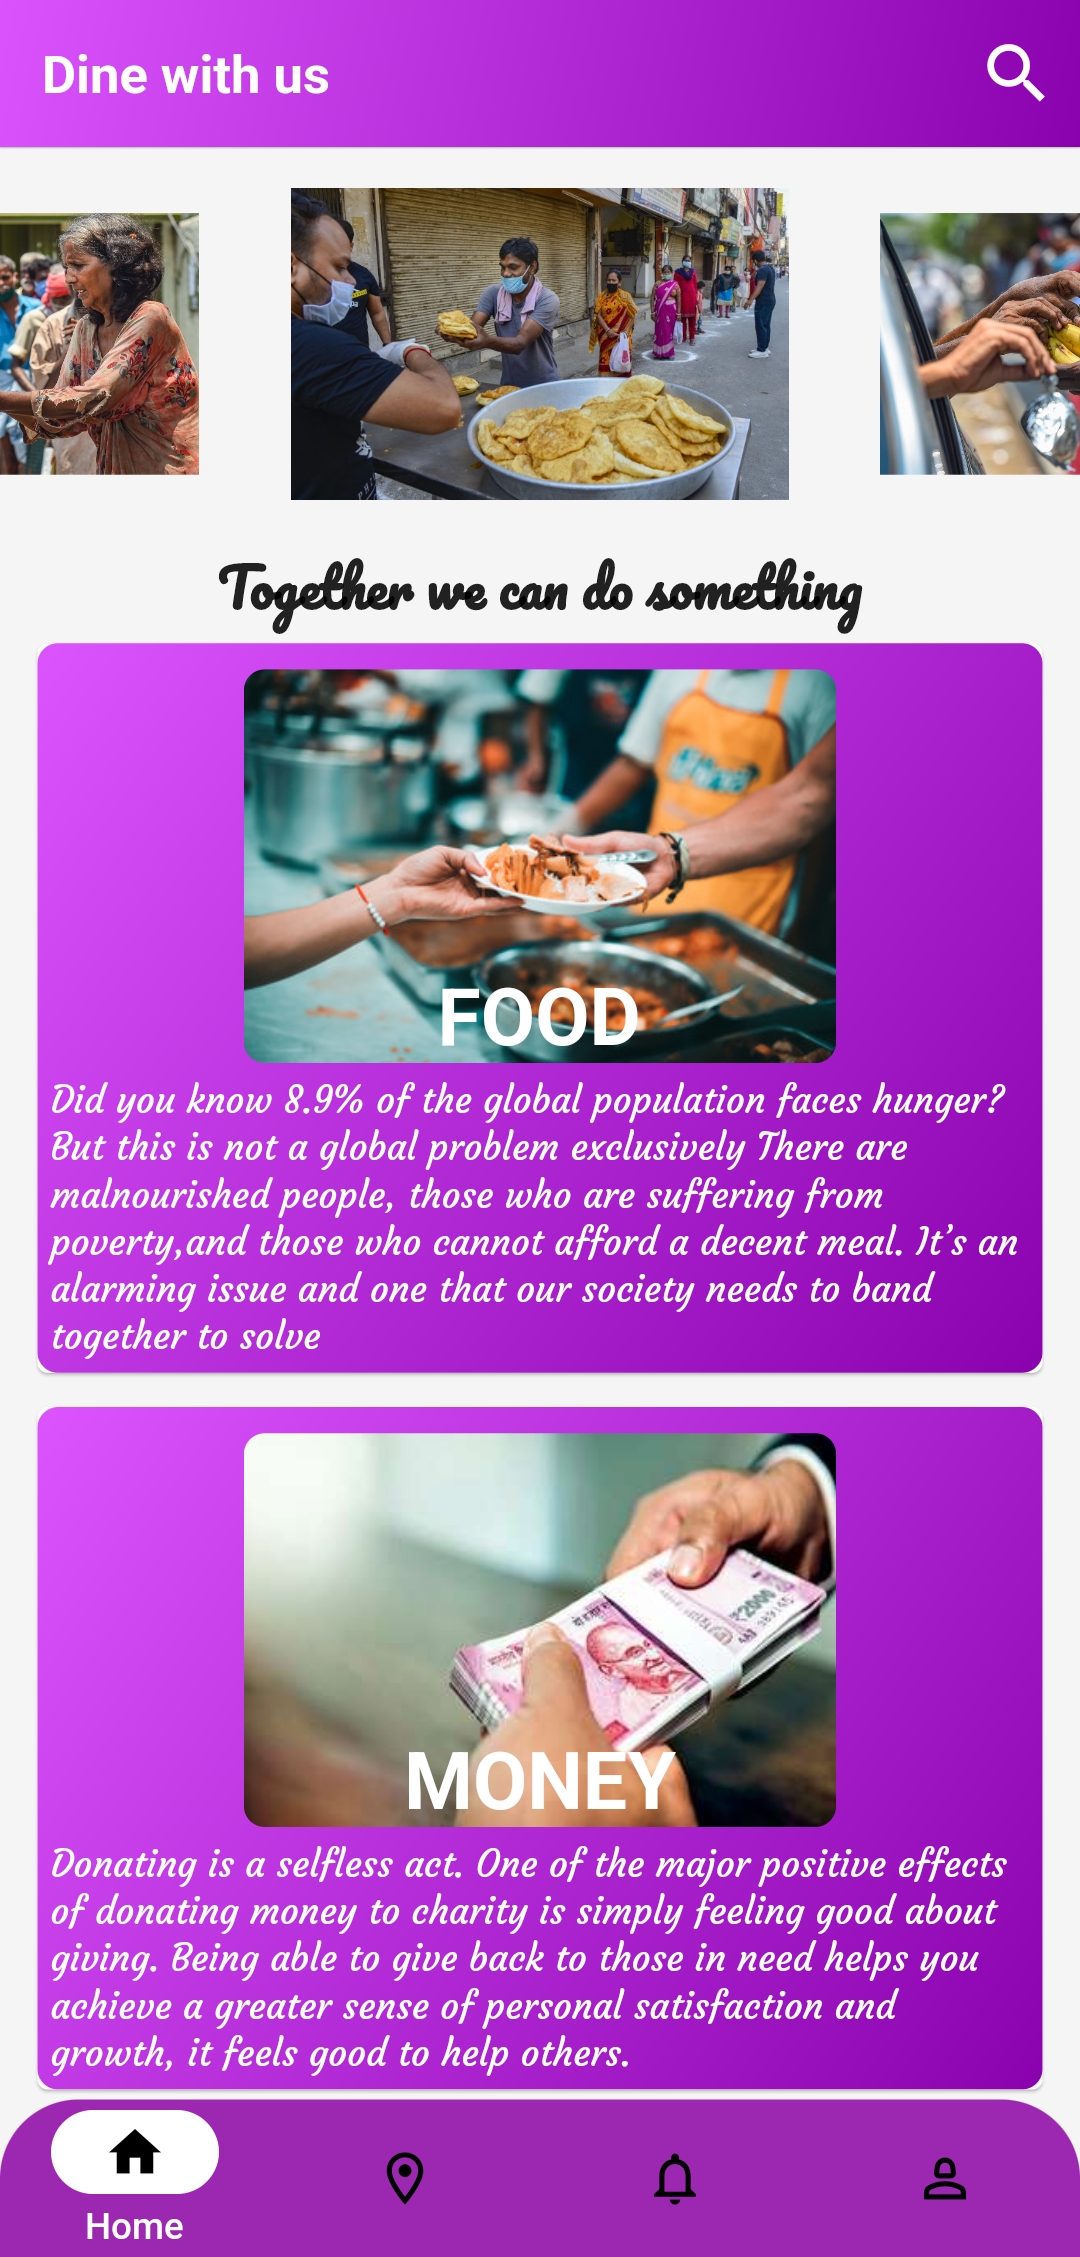 Dine with us
Together we can do something
FOOD
Did you know 8.9% of the global population faces hunger?
But this is not a global problem exclusively There are
malnourished people, those who are suffering from
poverty,and those who cannot afford a decent meal. It's an
alarming issue and one that our society needs to band
together to solve
₹2000
MONEY
Donating is a selfless act. One of the major positive effects
of donating money to charity is simply feeling good about
giving. Being able to give back to those in need helps you
achieve a greater sense of personal satisfaction and
growth, it feels good to help others.
Home